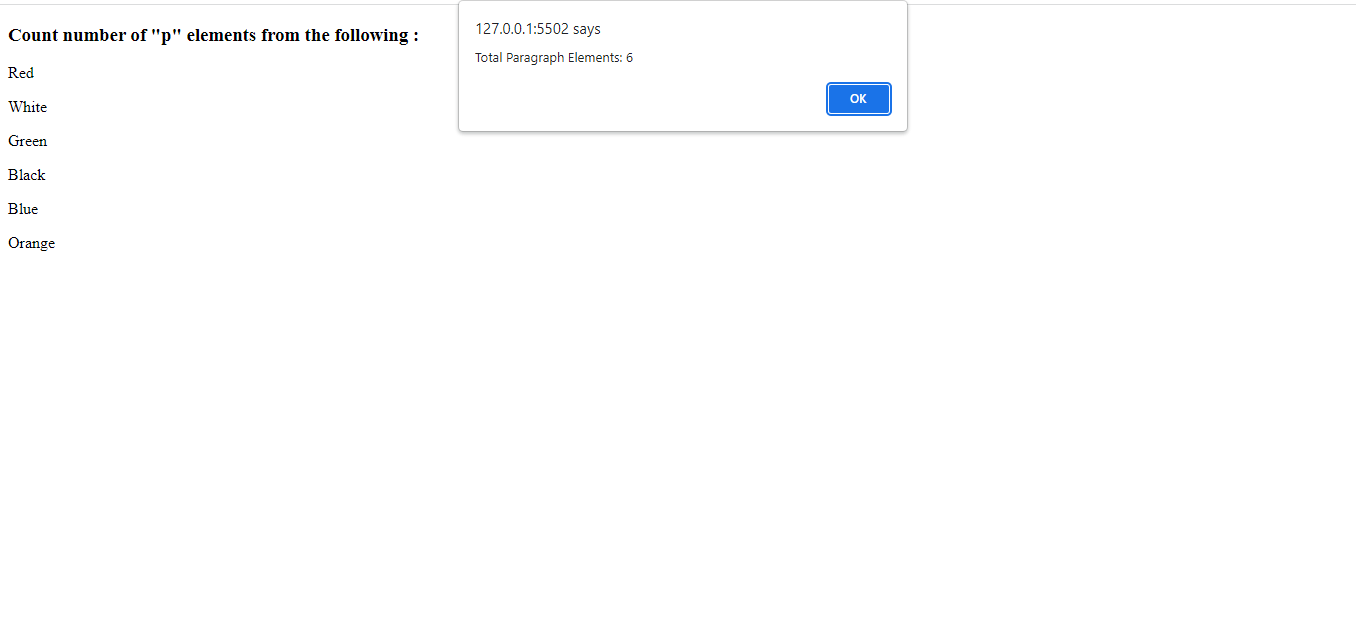 127.0.0.1:5502 says
Total Paragraph Elements: 6
OK
Count number of "p" elements from the following :
Red
White
Green
Black
Blue
Orange